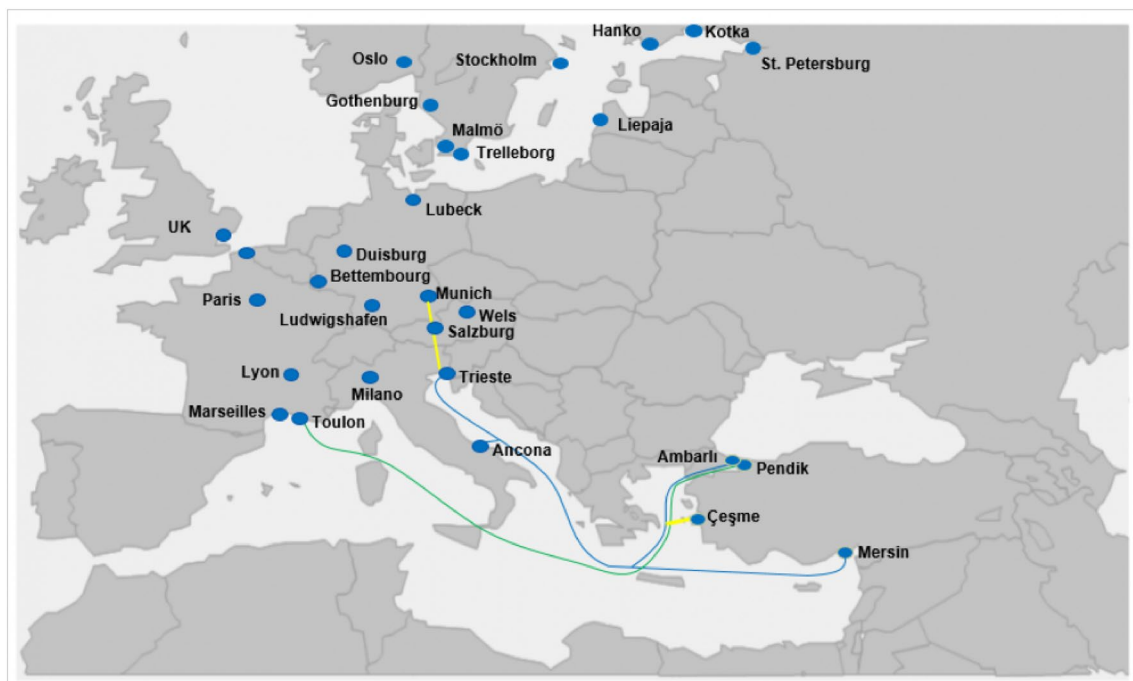 Hanko
Kotka
Oslo
Stockholm
St. Petersburg
Gothenburg
Liepaja
Malmö
Trelleborg
Lubeck
UK
Duisburg
Bettembourg
Munich
Paris
Ludwigshafen
Wels
Salzburg
Lyon
Milano
Trieste
Marseilles
Toulon
Ancona
Ambarlı
Pendik
Çeşme
Mersin